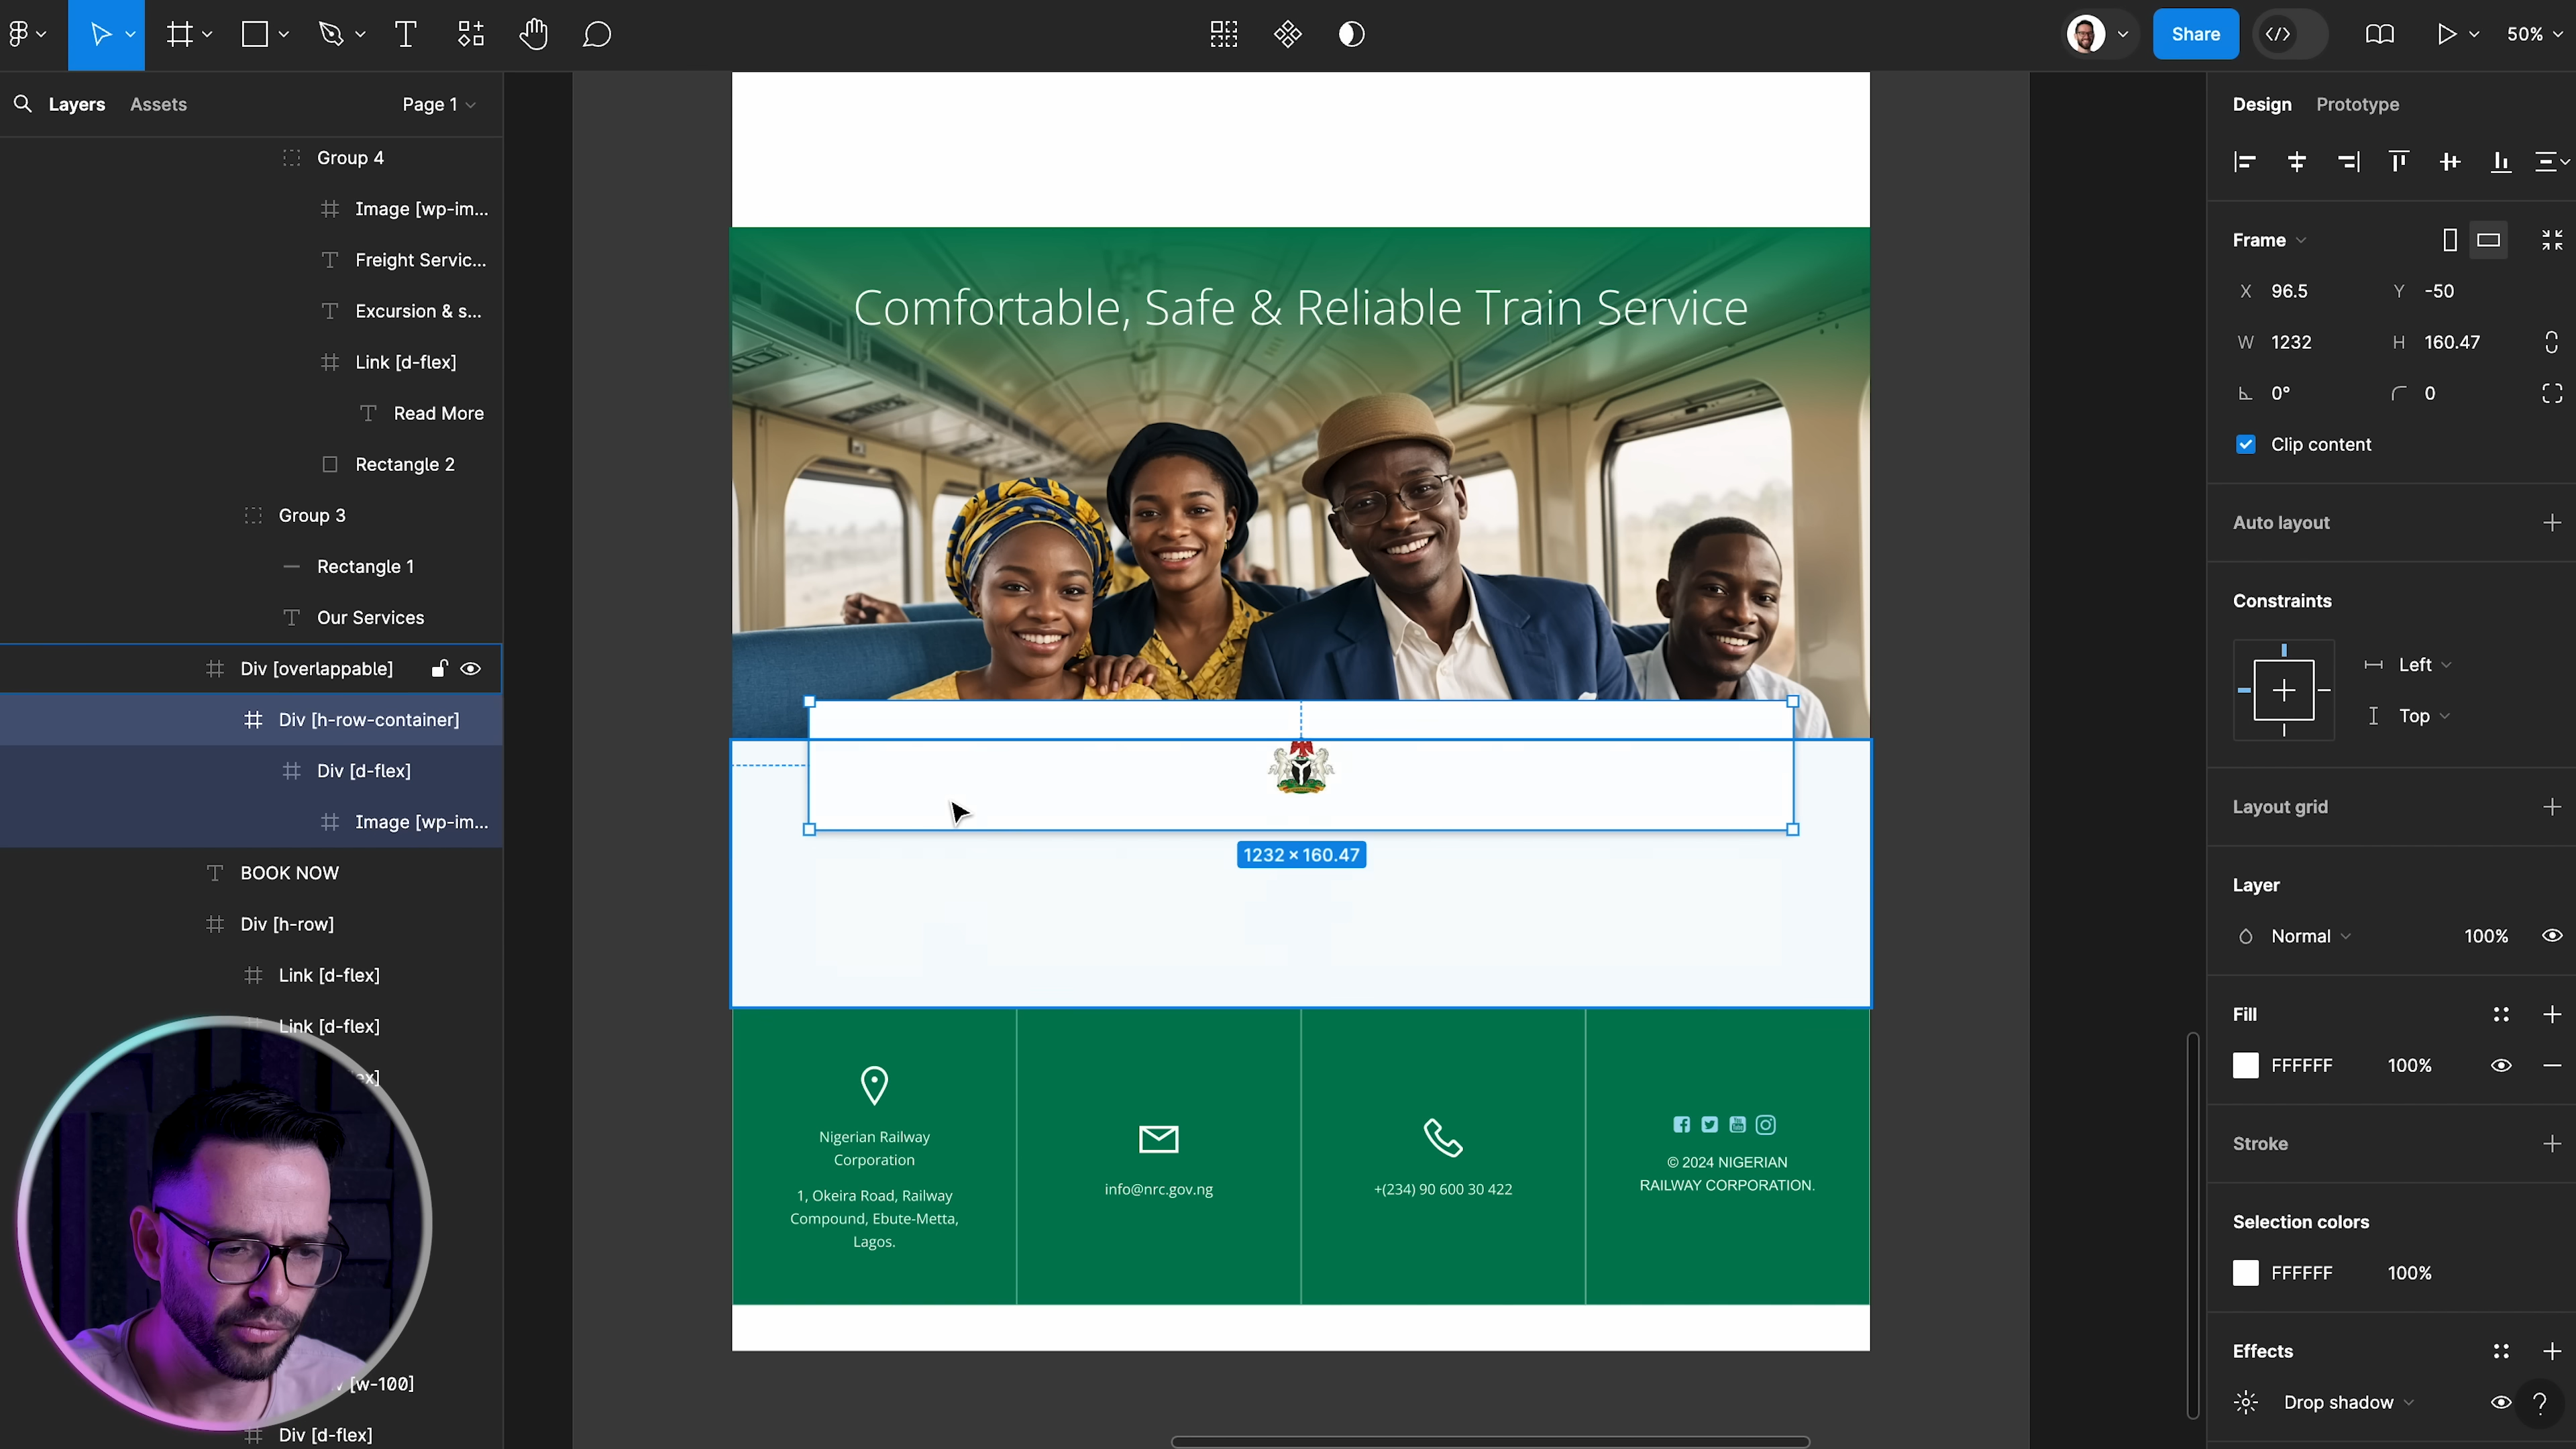 Share
50%
Layers
Assets
Page 1
Group 4
Image [wp-im...
Freight Servic...
Excursion & s...
Link [d-flex]
Read More
Rectangle 2
Group 3
Rectangle 1
Our Services
Div [overlappable]
Div [h-row-container]
Div [d-flex]
Image [wp-im...
BOOK NOW
Div [h-row]
Link [d-flex]
Link [d-flex]
ex]
[w-100]
Div [d-flex]
Comfortable, Safe & Reliable Train Service
1232 × 160.47
Nigerian Railway
Corporation
1, Okeira Road, Railway
Compound, Ebute-Metta,
Lagos.
info@nrc.gov.ng
+(234) 90 600 30 422
© 2024 NIGERIAN
RAILWAY CORPORATION.
Design
Prototype
Frame
X 96.5 Y -50
W 1232 H 160.47
0° 0
Clip content
Auto layout
Constraints
Left
Top
Layout grid
Layer
Normal 100%
Fill
FFFFFF 100%
Stroke
Selection colors
FFFFFF 100%
Effects
Drop shadow
?